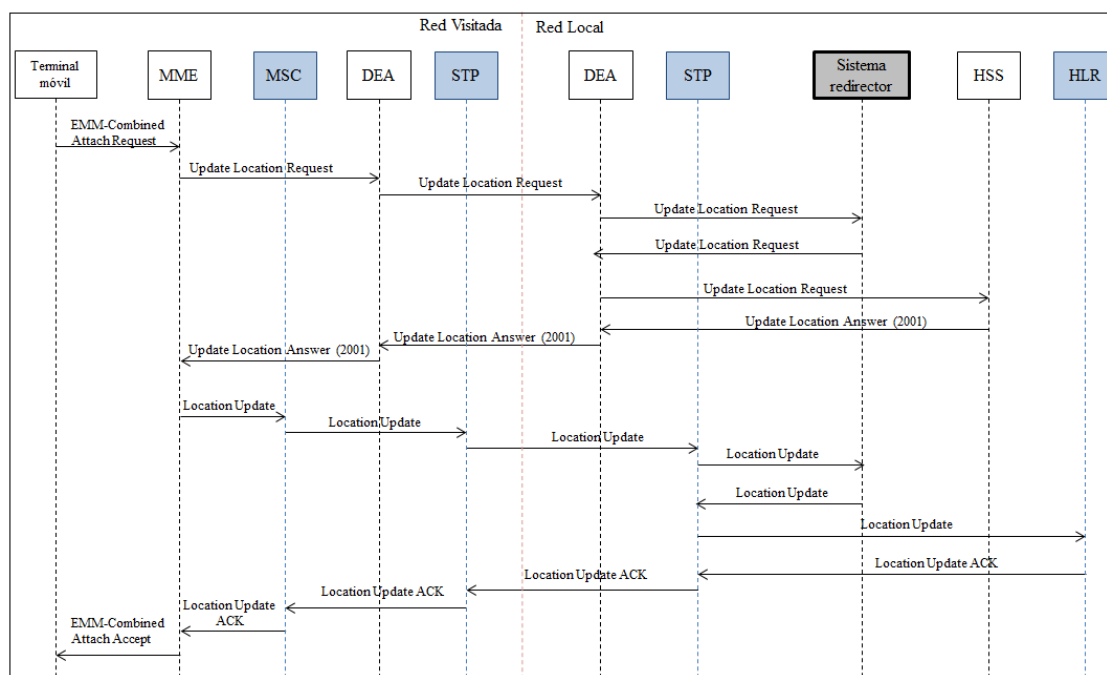 Red Visitada
Red Local
Terminal
móvil
MME
MSC
DEA
STP
DEA
STP
Sistema
redirector
HSS
HLR
EMM-Combined
Attach Request
Update Location Request
Update Location Request
Update Location Request
Update Location Request
Update Location Request
Update Location Answer (2001)
Update Location Answer (2001)
Update Location Answer (2001)
Location Update
Location Update
Location Update
Location Update
Location Update
Location Update
Location Update ACK
Location Update ACK
Location Update ACK
Location Update
ACK
EMM-Combined
Attach Accept